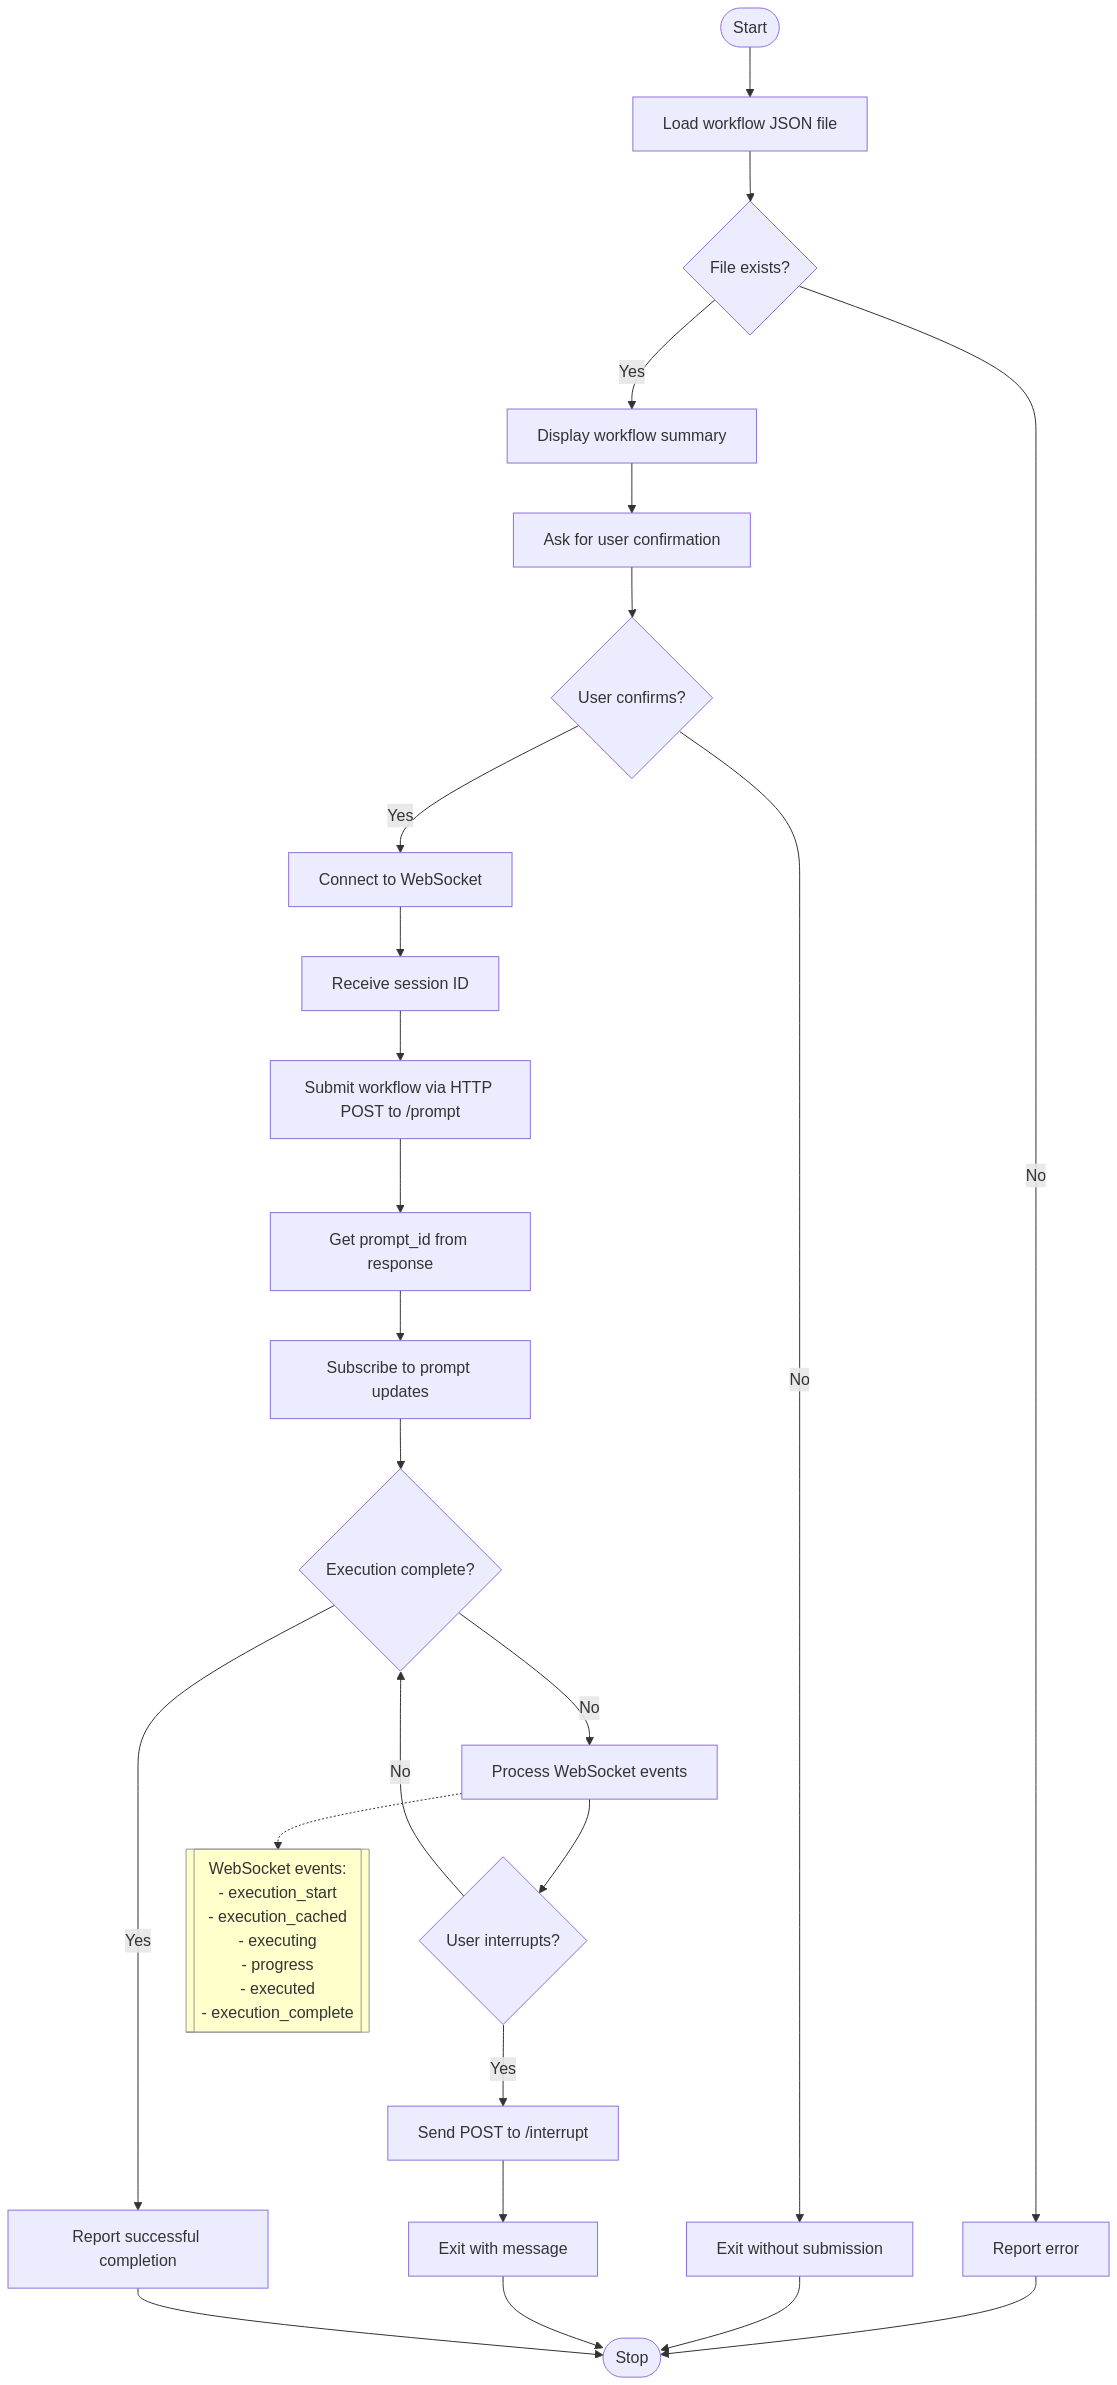 Start
Load workflow JSON file
File exists?
Yes
Display workflow summary
Ask for user confirmation
User confirms?
Yes
Connect to WebSocket
Receive session ID
Submit workflow via HTTP
POST to /prompt
No
Get prompt_id from
response
Subscribe to prompt
updates
No
Execution complete?
No
Process WebSocket events
No
WebSocket events:
- execution_start
- execution_cached
- executing
- progress
- executed
- execution_complete
User interrupts?
Yes
Yes
Send POST to /interrupt
Report successful
completion
Exit with message
Exit without submission
Report error
Stop